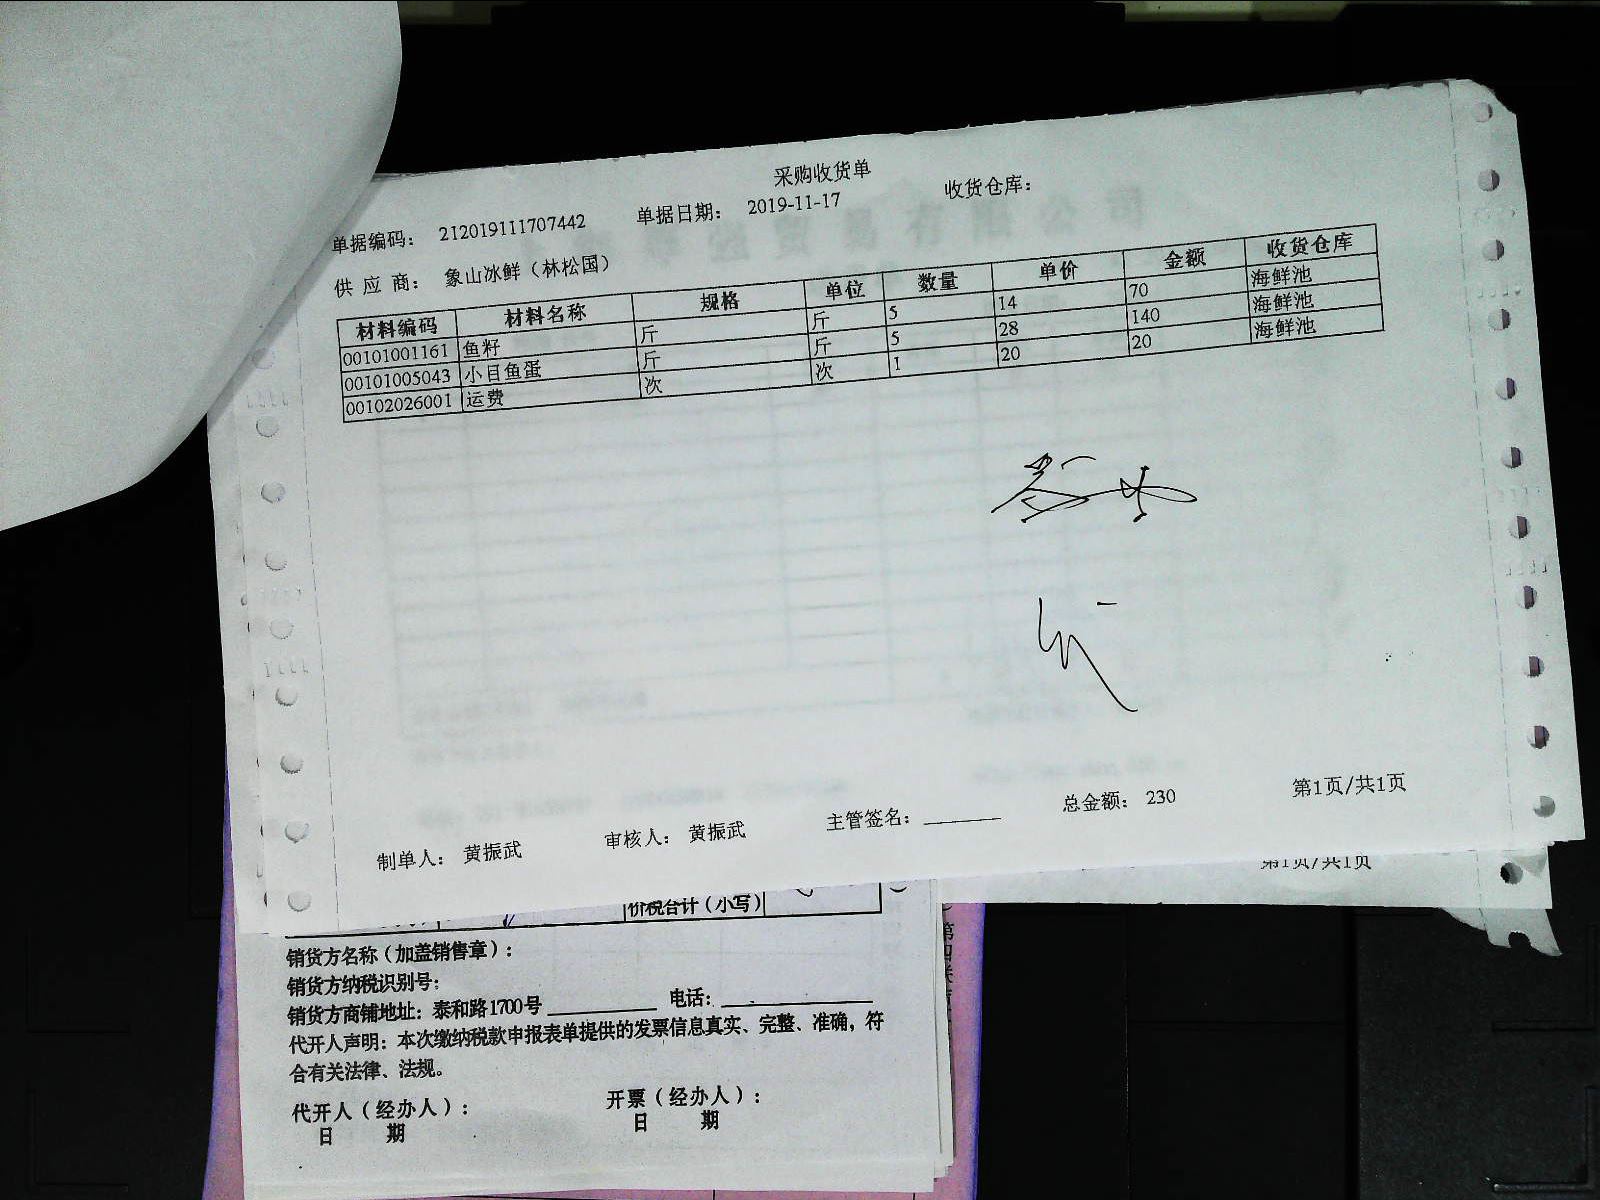 采购收货单
单据编码： 212019111707442 单据日期： 2019-11-17 收货仓库：
供 应 商： 象山冰鲜（林松国）
材料编码 材料名称 规格 单位 数量 单价 金额 收货仓库
00101001161 鱼籽 斤 斤 5 14 70 海鲜池
00101005043 小目鱼蛋 斤 斤 5 28 140 海鲜池
00102026001 运费 次 次 1 20 20 海鲜池
制单人： 黄振武 审核人： 黄振武 主管签名： 总金额： 230 第1页/共1页
第1页/共1页
价税合计（小写）
销货方名称（加盖销售章）：
销货方纳税识别号：
销货方商铺地址：泰和路1700号 电话：
代开人声明：本次缴纳税款申报表单提供的发票信息真实、完整、准确，符
合有关法律、法规。
代开人（经办人）： 开票（经办人）：
日 期 日 期